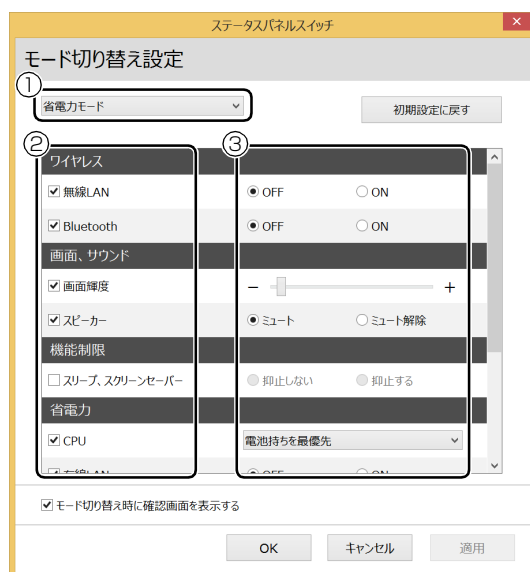 ステータスパネルスイッチ
×
モード切り替え設定
①
省電力モード
初期設定に戻す
② ③
ワイヤレス
無線LAN OFF ON
Bluetooth OFF ON
画面、サウンド
画面輝度 − +
スピーカー ミュート ミュート解除
機能制限
スリープ、スクリーンセーバー 抑止しない 抑止する
省電力
CPU 電池持ちを最優先
有線LAN OFF ON
モード切り替え時に確認画面を表示する
OK キャンセル 適用